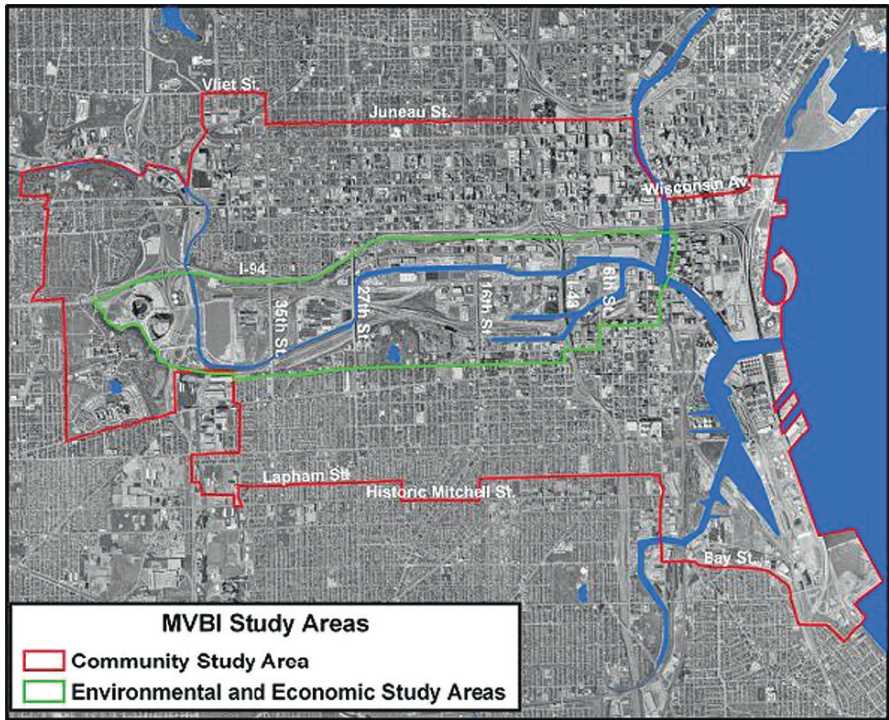 Vliet St.
Juneau St.
Wisconsin Av.
I-94
35th St.
27th St.
16th St.
I-43
6th St.
Lapham St.
Historic Mitchell St.
Bay St.
MVBI Study Areas
Community Study Area
Environmental and Economic Study Areas